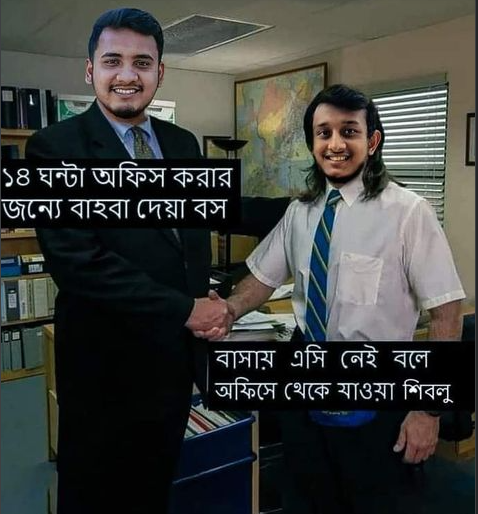 ১৪ ঘন্টা অফিস করার
জন্যে বাহবা দেয়া বস
বাসায় এসি নেই বলে
অফিসে থেকে যাওয়া শিবলু